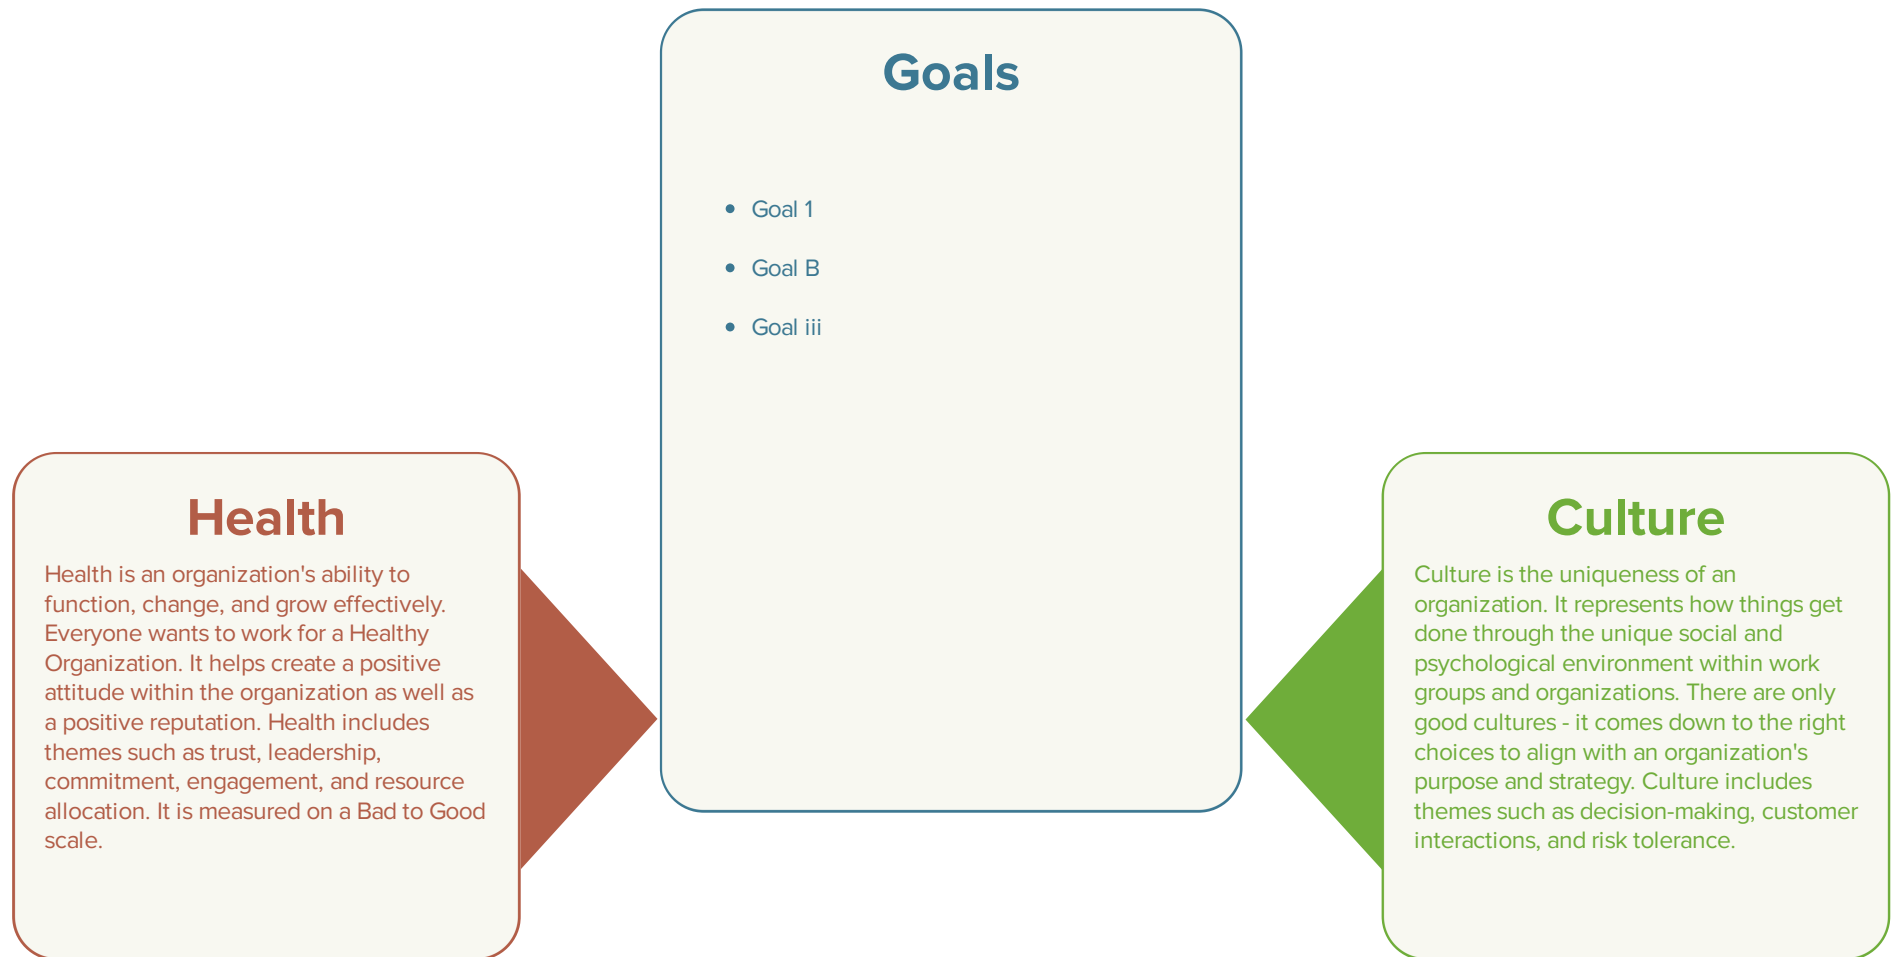 Goals
• Goal 1
• Goal B
• Goal iii
Health
Health is an organization's ability to
function, change, and grow effectively.
Everyone wants to work for a Healthy
Organization. It helps create a positive
attitude within the organization as well as
a positive reputation. Health includes
themes such as trust, leadership,
commitment, engagement, and resource
allocation. It is measured on a Bad to Good
scale.
Culture
Culture is the uniqueness of an
organization. It represents how things get
done through the unique social and
psychological environment within work
groups and organizations. There are only
good cultures - it comes down to the right
choices to align with an organization's
purpose and strategy. Culture includes
themes such as decision-making, customer
interactions, and risk tolerance.